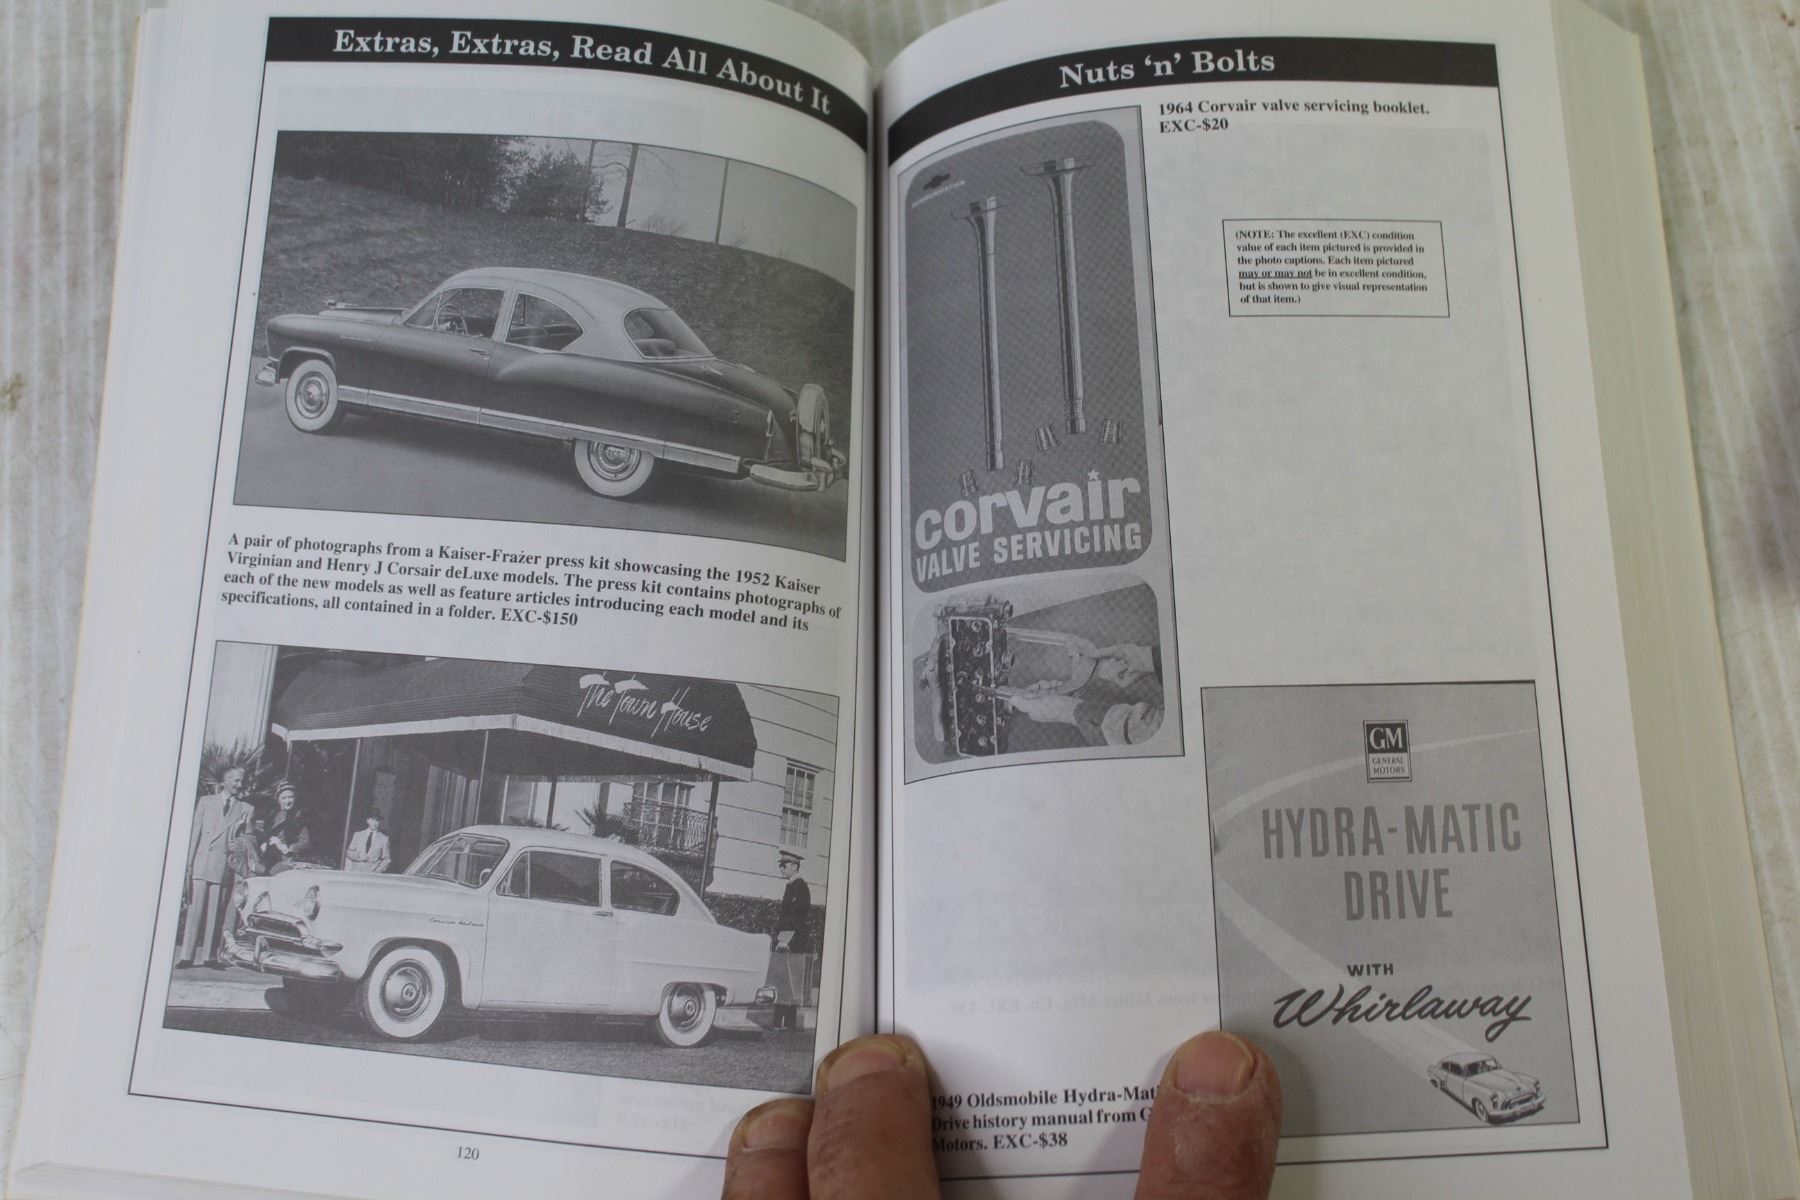 Extras, Extras, Read All About It
A pair of photographs from a Kaiser-Frazer press kit showcasing the 1952 Kaiser
Virginian and Henry J Corsair deLuxe models. The press kit contains photographs of
each of the new models as well as feature articles introducing each model and its
specifications, all contained in a folder. EXC-$150
The Town House
120
Nuts 'n' Bolts
1964 Corvair valve servicing booklet.
EXC-$20
corvair
VALVE SERVICING
(NOTE: The excellent (EXC) condition
value of each item pictured is provided in
the photo captions. Each item pictured
may or may not be in excellent condition,
but is shown to give visual representation
of that item.)
GM
GENERAL
MOTORS
HYDRA-MATIC
DRIVE
WITH
Whirlaway
1949 Oldsmobile Hydra-Mati
Drive history manual from G
Motors. EXC-$38